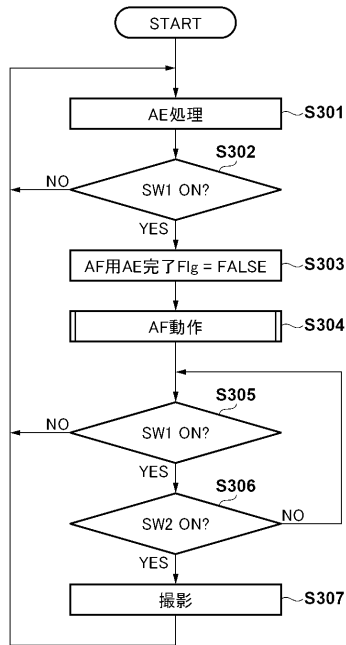 START
AE処理
S301
S302
SW1 ON?
NO
YES
AF用AE完了Flg = FALSE
S303
AF動作
S304
S305
SW1 ON?
NO
YES
S306
SW2 ON?
NO
YES
撮影
S307